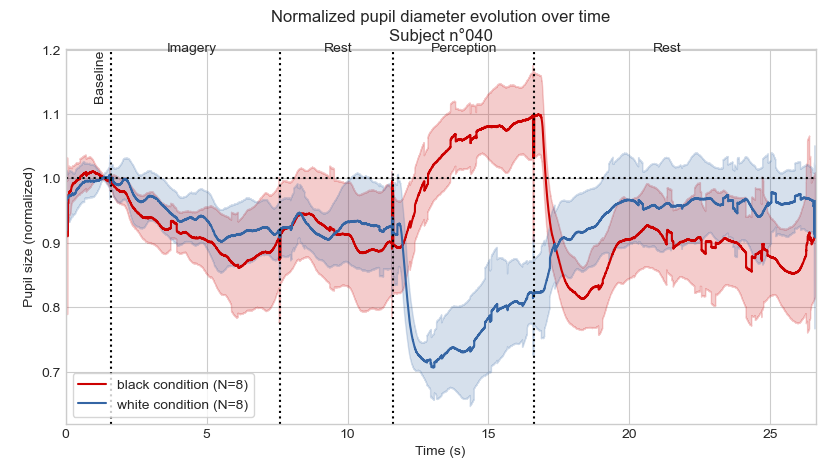 Normalized pupil diameter evolution over time
Subject n°040
Imagery
Rest
Perception
Rest
Baseline
Pupil size (normalized)
1.2
1.1
1.0
0.9
0.8
0.7
black condition (N=8)
white condition (N=8)
0
5
10
15
20
25
Time (s)